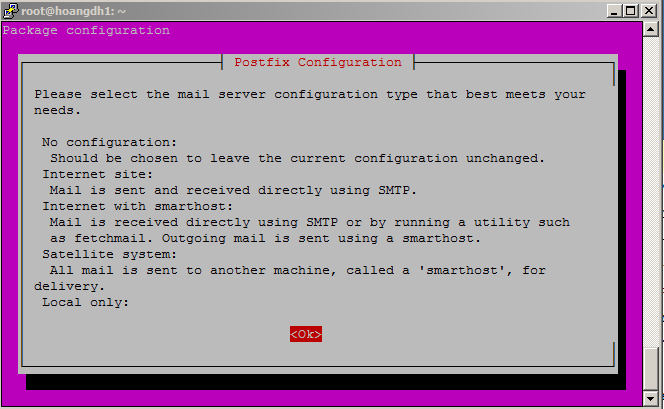 root@hoangdh1: ~
Package configuration
Postfix Configuration
Please select the mail server configuration type that best meets your
needs.
No configuration:
Should be chosen to leave the current configuration unchanged.
Internet site:
Mail is sent and received directly using SMTP.
Internet with smarthost:
Mail is received directly using SMTP or by running a utility such
as fetchmail. Outgoing mail is sent using a smarthost.
Satellite system:
All mail is sent to another machine, called a 'smarthost', for
delivery.
Local only:
<Ok>